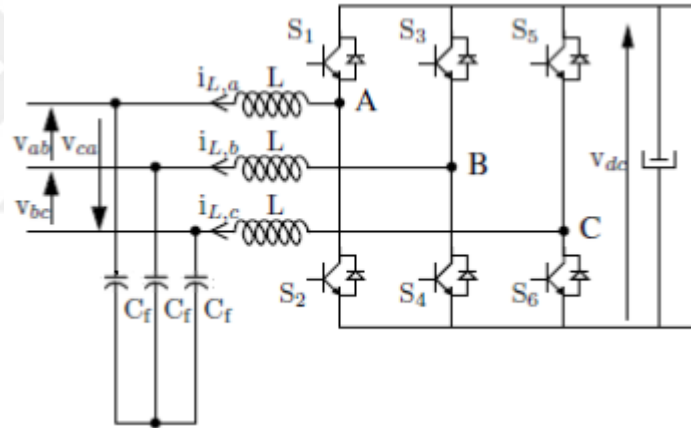 S1 S3 S5
iL,a L A
vab vca iL,b L B vdc
vbc iL,c L C
S2 S4 S6
Cf Cf Cf